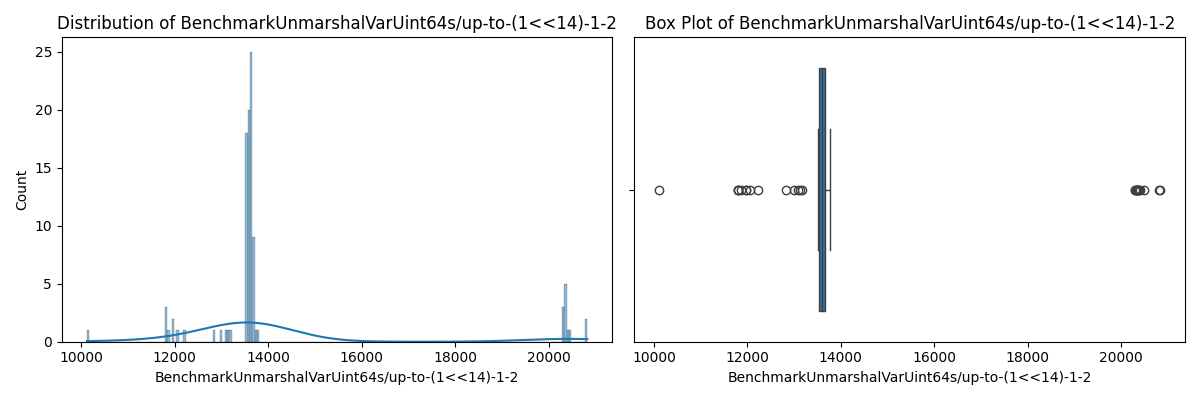 Distribution of BenchmarkUnmarshalVarUint64s/up-to-(1<<14)-1-2
25
20
15
10
5
0
Count
10000 12000 14000 16000 18000 20000
BenchmarkUnmarshalVarUint64s/up-to-(1<<14)-1-2
Box Plot of BenchmarkUnmarshalVarUint64s/up-to-(1<<14)-1-2
10000 12000 14000 16000 18000 20000
BenchmarkUnmarshalVarUint64s/up-to-(1<<14)-1-2